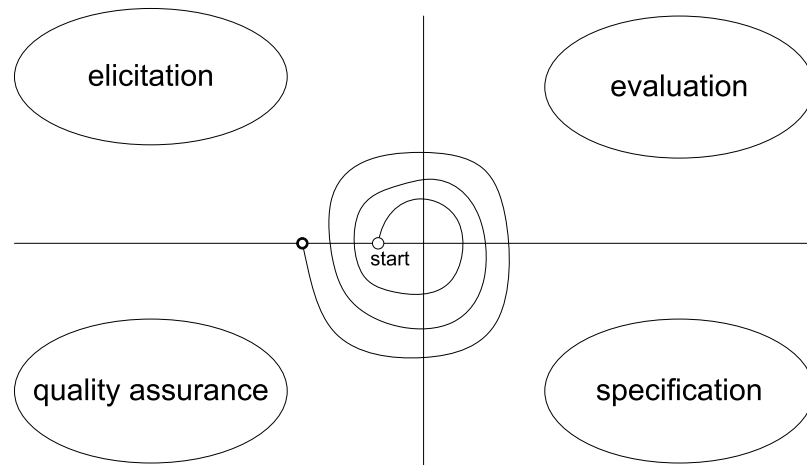 elicitation
evaluation
start
quality assurance
specification